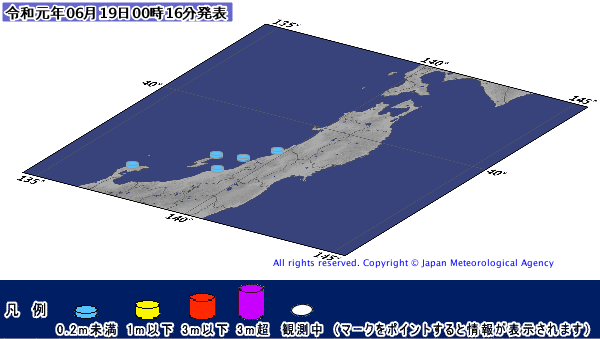 令和元年06月19日00時16分発表
135°
140°
145°
40°
40°
135°
140°
145°
All rights reserved. Copyright © Japan Meteorological Agency
凡 例
0.2m未満 1m以下 3m以下 3m超 観測中 (マークをポイントすると情報が表示されます)